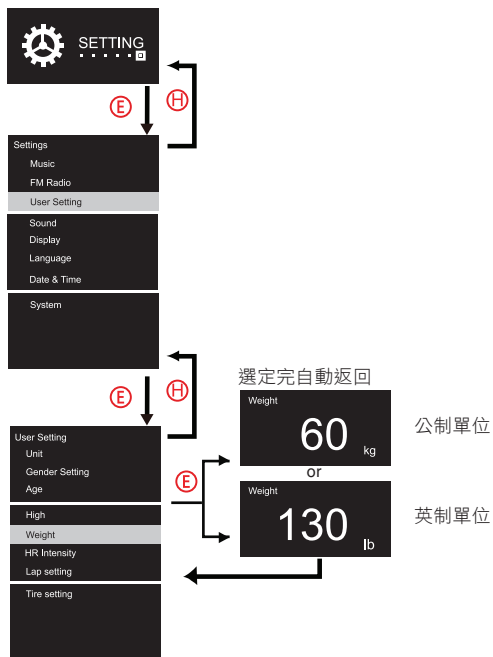 SETTING
E
H
Settings
Music
FM Radio
User Setting
Sound
Display
Language
Date & Time
System
E
H
選定完自動返回
Weight
60
kg
公制單位
or
Weight
130
lb
英制單位
User Setting
Unit
Gender Setting
Age
E
High
Weight
HR Intensity
Lap setting
Tire setting